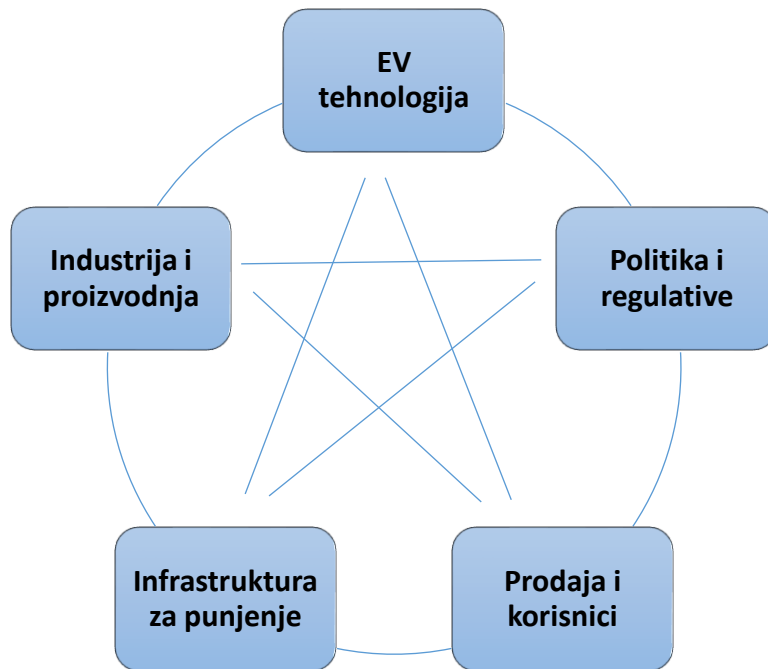 EV
tehnologija
Industrija i
proizvodnja
Politika i
regulative
Infrastruktura
za punjenje
Prodaja i
korisnici